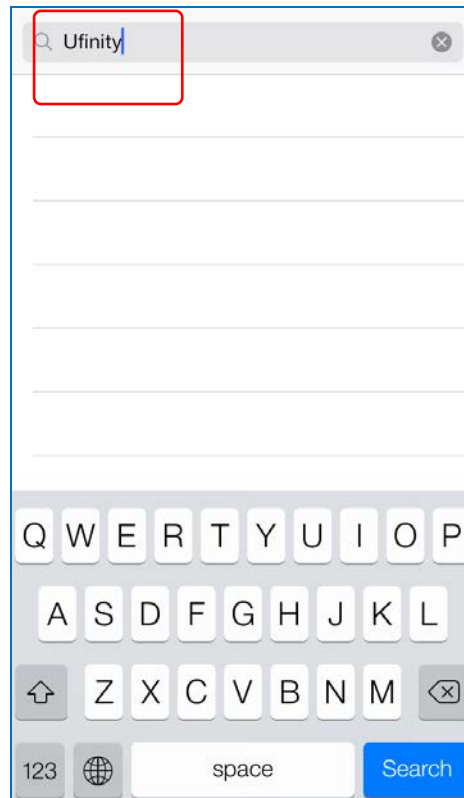 Ufinity
Q W E R T Y U I O P
A S D F G H J K L
Z X C V B N M
123 space Search